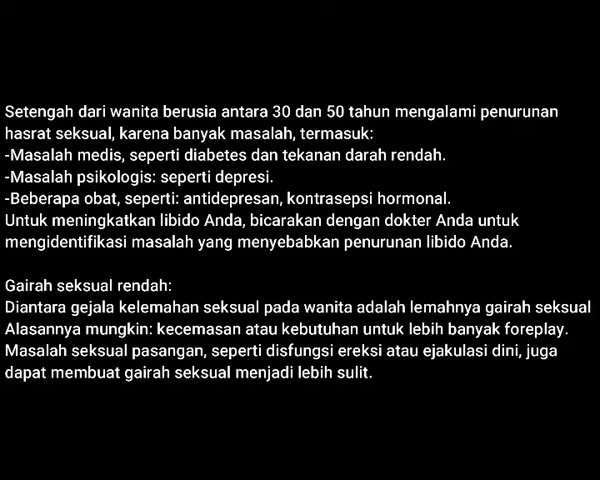 Setengah dari wanita berusia antara 30 dan 50 tahun mengalami penurunan
hasrat seksual, karena banyak masalah, termasuk:
-Masalah medis, seperti diabetes dan tekanan darah rendah.
-Masalah psikologis: seperti depresi.
-Beberapa obat, seperti: antidepresan, kontrasepsi hormonal.
Untuk meningkatkan libido Anda, bicarakan dengan dokter Anda untuk
mengidentifikasi masalah yang menyebabkan penurunan libido Anda.
Gairah seksual rendah:
Diantara gejala kelemahan seksual pada wanita adalah lemahnya gairah seksual
Alasannya mungkin: kecemasan atau kebutuhan untuk lebih banyak foreplay.
Masalah seksual pasangan, seperti disfungsi ereksi atau ejakulasi dini, juga
dapat membuat gairah seksual menjadi lebih sulit.